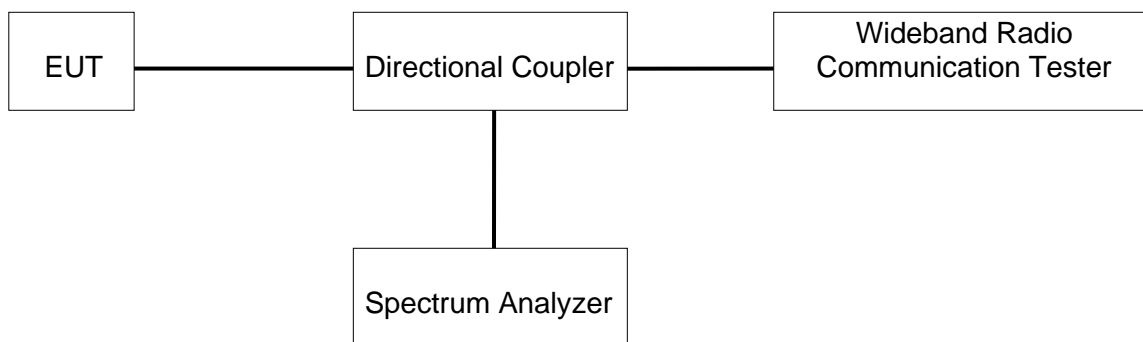 EUT
Directional Coupler
Wideband Radio
Communication Tester
Spectrum Analyzer